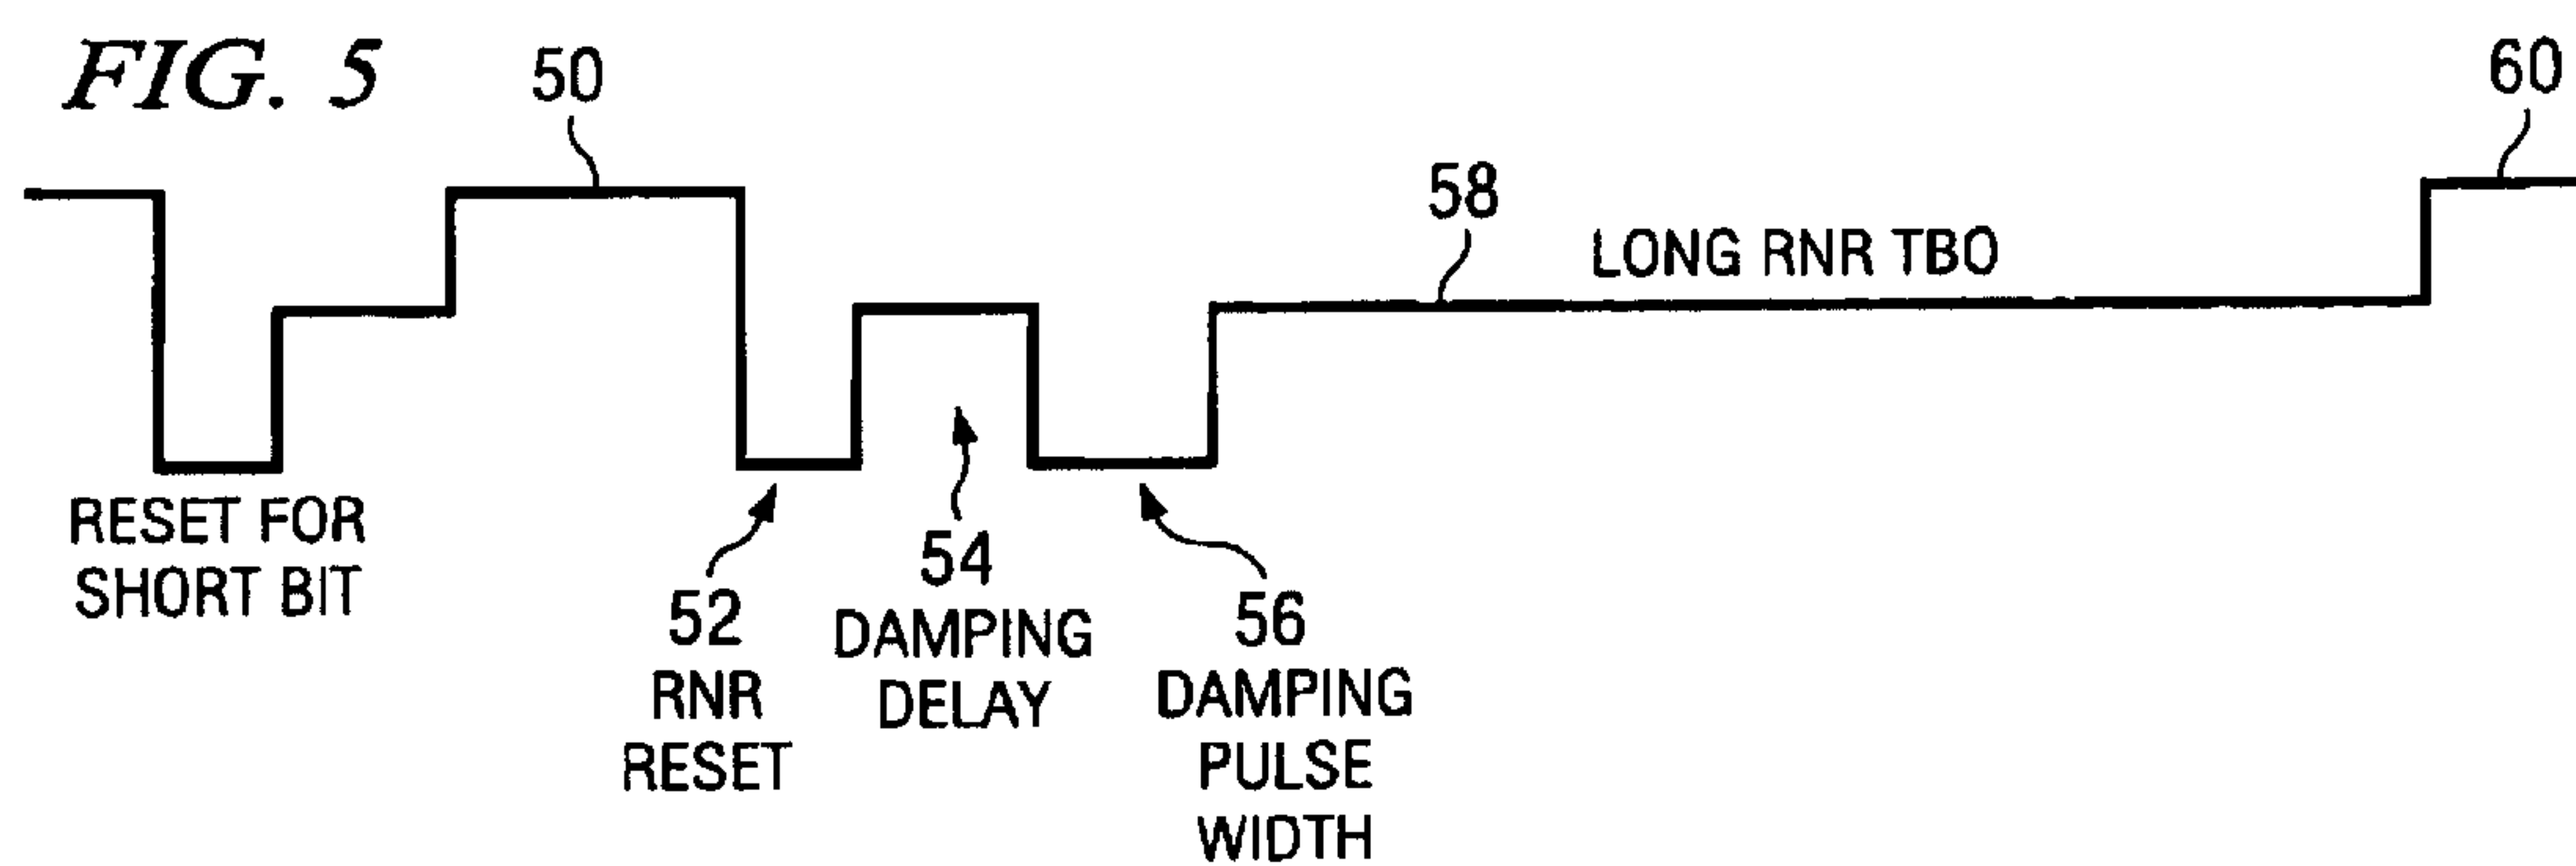 FIG. 5
50
60
58
LONG RNR TBO
RESET FOR
SHORT BIT
52
RNR
RESET
54
DAMPING
DELAY
56
DAMPING
PULSE
WIDTH